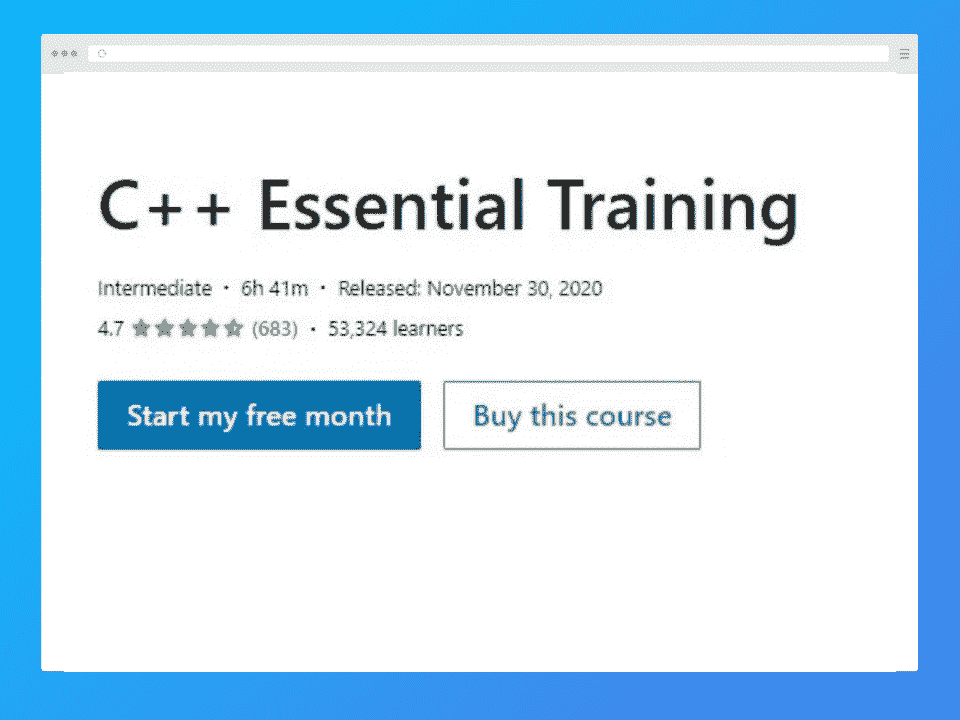 C++ Essential Training
Intermediate · 6h 41m · Released: November 30, 2020
4.7 ★★★★★ (683) · 53,324 learners
Start my free month
Buy this course